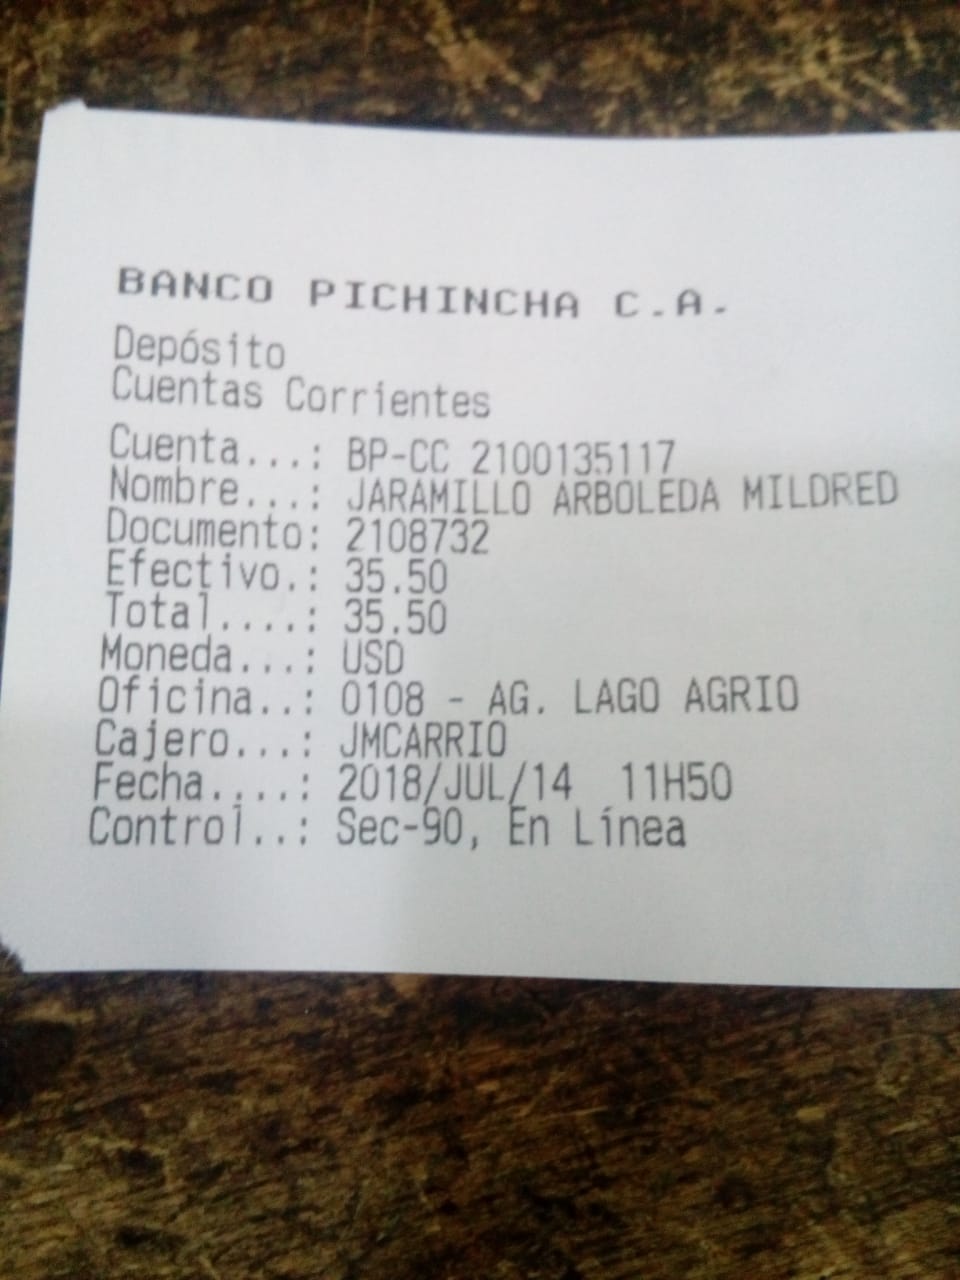 BANCO PICHINCHA C.A.
Depósito
Cuentas Corrientes
Cuenta...: BP-CC 2100135117
Nombre...: JARAMILLO ARBOLEDA MILDRED
Documento: 2108732
Efectivo.: 35.50
Total....: 35.50
Moneda...: USD
Oficina..: 0108 - AG. LAGO AGRIO
Cajero...: JMCARRIO
Fecha....: 2018/JUL/14  11H50
Control..: Sec-90, En Línea